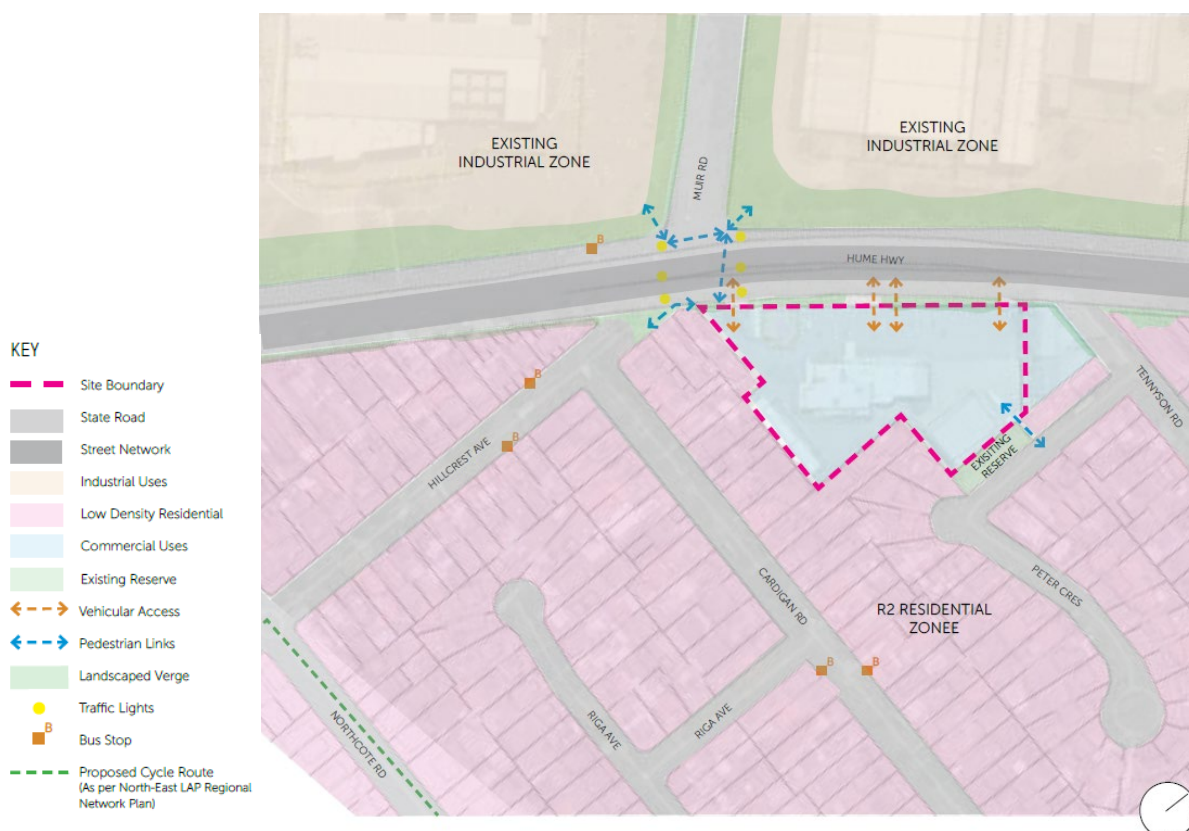 EXISTING
INDUSTRIAL ZONE
EXISTING
INDUSTRIAL ZONE
MUIR RD
B
HUME HWY
KEY
Site Boundary
State Road
Street Network
Industrial Uses
Low Density Residential
Commercial Uses
Existing Reserve
Vehicular Access
Pedestrian Links
Landscaped Verge
Traffic Lights
B
Bus Stop
Proposed Cycle Route
(As per North-East LAP Regional
Network Plan)
B
B
HILLCREST AVE
TENNYSON RD
EXISITING
RESERVE
CARDIGAN RD
PETER CRES
R2 RESIDENTIAL
ZONEE
B
B
RIGA AVE
RIGA AVE
NORTHCOTE RD